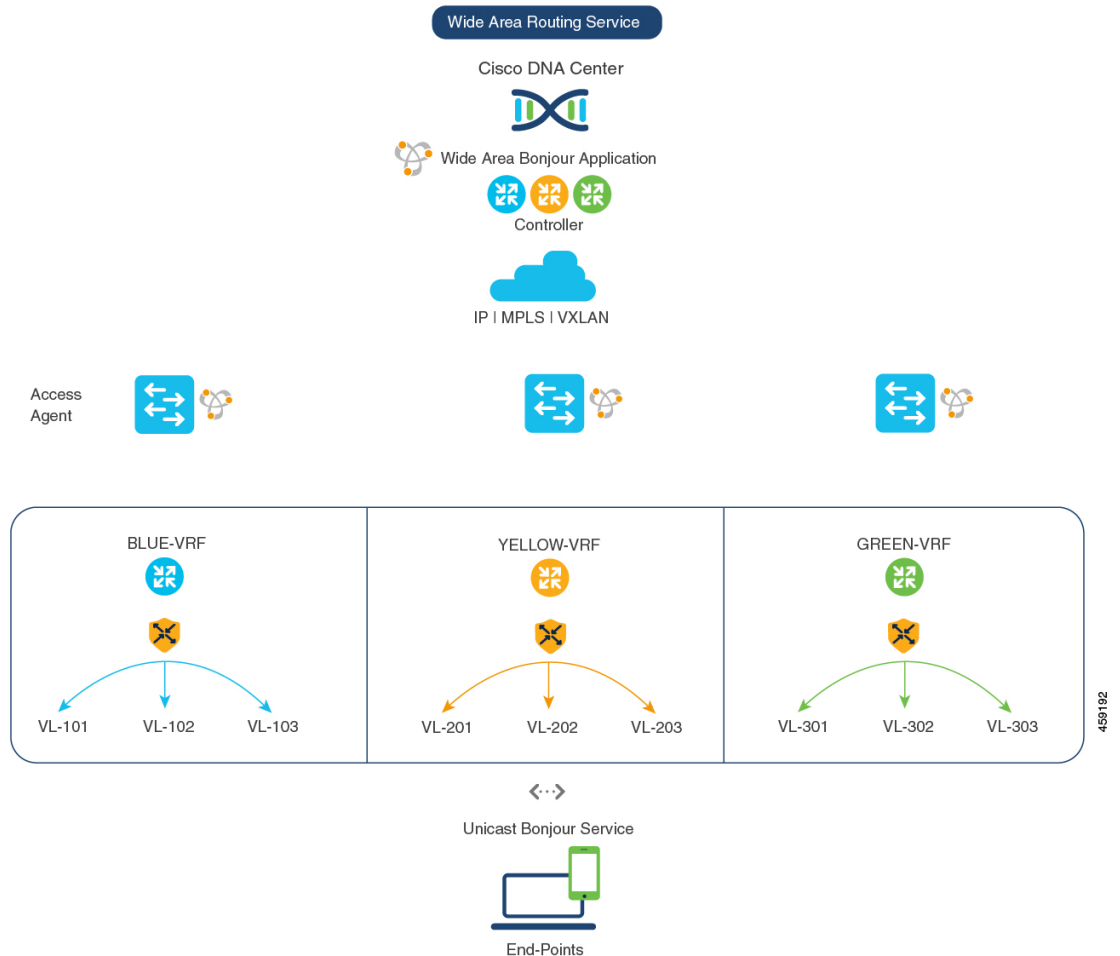 Wide Area Routing Service
Cisco DNA Center
Wide Area Bonjour Application
Controller
IP | MPLS | VXLAN
Access
Agent
BLUE-VRF
YELLOW-VRF
GREEN-VRF
VL-101
VL-102
VL-103
VL-201
VL-202
VL-203
VL-301
VL-302
VL-303
459192
Unicast Bonjour Service
End-Points